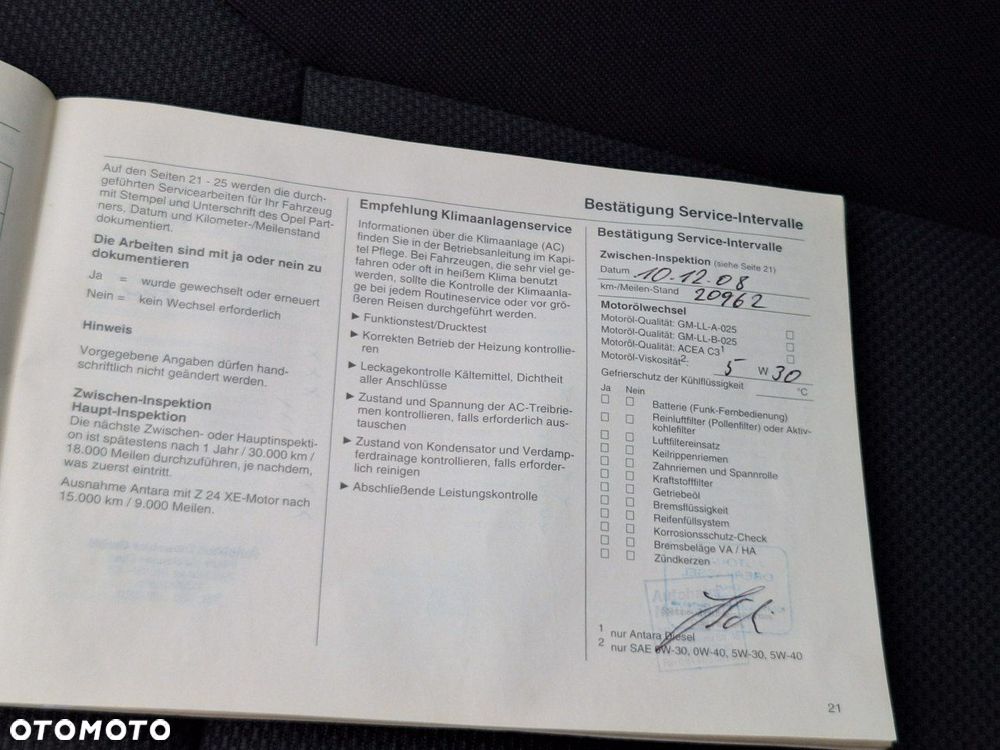 Auf den Seiten 21 - 25 werden die durch-
geführten Servicearbeiten für Ihr Fahrzeug
mit Stempel und Unterschrift des Opel Part-
ners, Datum und Kilometer-/Meilenstand
dokumentiert.
Die Arbeiten sind mit ja oder nein zu
dokumentieren
Ja = wurde gewechselt oder erneuert
Nein = kein Wechsel erforderlich
Hinweis
Vorgegebene Angaben dürfen hand-
schriftlich nicht geändert werden.
Zwischen-Inspektion
Haupt-Inspektion
Die nächste Zwischen- oder Hauptinspekti-
on ist spätestens nach 1 Jahr / 30.000 km /
18.000 Meilen durchzuführen, je nachdem,
was zuerst eintritt.
Ausnahme Antara mit Z 24 XE-Motor nach
15.000 km / 9.000 Meilen.
Empfehlung Klimaanlagenservice
Informationen über die Klimaanlage (AC)
finden Sie in der Betriebsanleitung im Kapi-
tel Pflege. Bei Fahrzeugen, die sehr viel ge-
fahren oder oft in heißem Klima benutzt
werden, sollte die Kontrolle der Klimaanla-
ge bei jedem Routineservice oder vor grö-
ßeren Reisen durchgeführt werden.
► Funktionstest/Drucktest
► Korrekten Betrieb der Heizung kontrollie-
ren
► Leckagekontrolle Kältemittel, Dichtheit
aller Anschlüsse
► Zustand und Spannung der AC-Treibrie-
men kontrollieren, falls erforderlich aus-
tauschen
► Zustand von Kondensator und Verdamp-
ferdrainage kontrollieren, falls erforder-
lich reinigen
► Abschließende Leistungskontrolle
Bestätigung Service-Intervalle
Bestätigung Service-Intervalle
Zwischen-Inspektion (siehe Seite 21)
Datum 10.12.08
km-/Meilen-Stand 20962
Motorölwechsel
Motoröl-Qualität: GM-LL-A-025 □
Motoröl-Qualität: GM-LL-B-025 □
Motoröl-Qualität: ACEA C3¹ □
Motoröl-Viskosität²: 5 W 30
Gefrierschutz der Kühlflüssigkeit °C
Ja Nein
□ □ Batterie (Funk-Fernbedienung)
□ □ Reinluftfilter (Pollenfilter) oder Aktiv-
kohlefilter
□ □ Luftfiltereinsatz
□ □ Keilrippenriemen
□ □ Zahnriemen und Spannrolle
□ □ Kraftstofffilter
□ □ Getriebeöl
□ □ Bremsflüssigkeit
□ □ Reifenfüllsystem
□ □ Korrosionsschutz-Check
□ □ Bremsbeläge VA / HA
□ □ Zündkerzen
¹ nur Antara Diesel
² nur SAE 0W-30, 0W-40, 5W-30, 5W-40
21
OTOMOTO